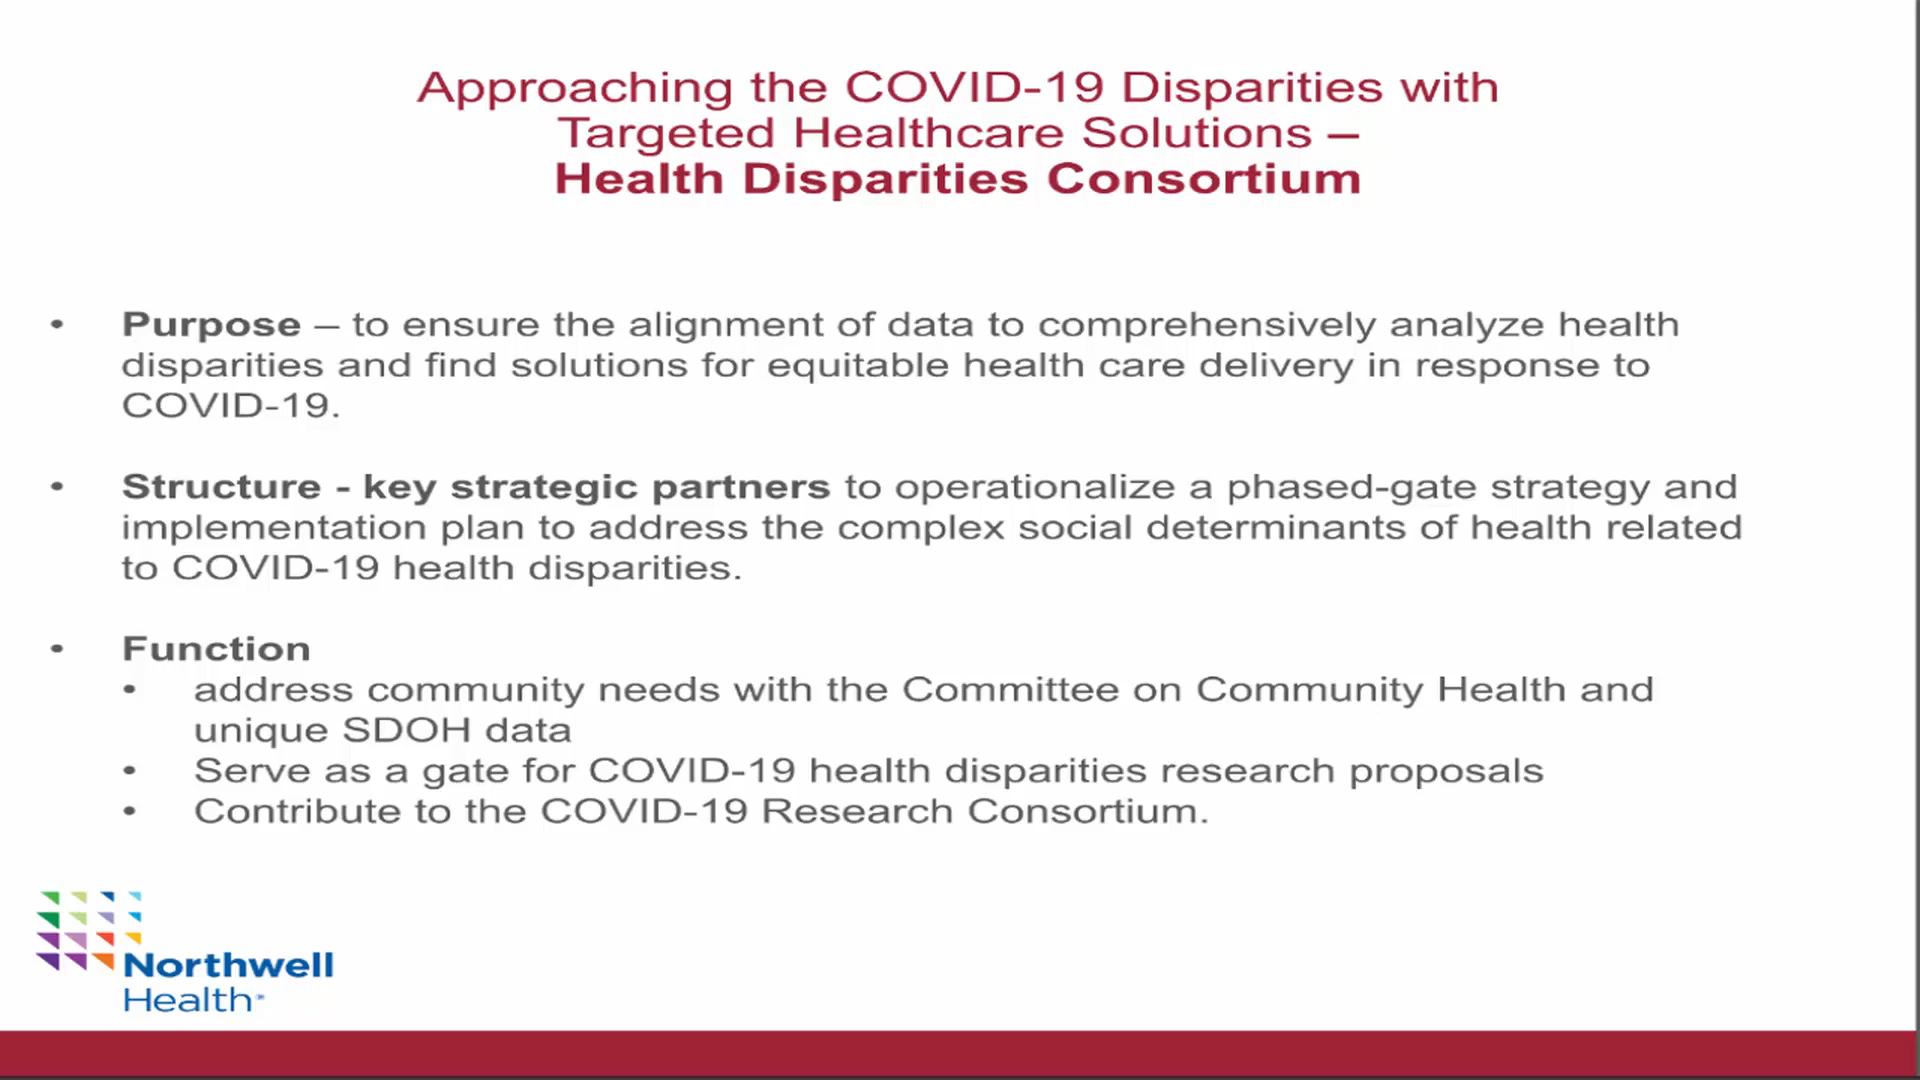 Approaching the COVID-19 Disparities with
Targeted Healthcare Solutions –
Health Disparities Consortium
• Purpose – to ensure the alignment of data to comprehensively analyze health
disparities and find solutions for equitable health care delivery in response to
COVID-19.
• Structure - key strategic partners to operationalize a phased-gate strategy and
implementation plan to address the complex social determinants of health related
to COVID-19 health disparities.
• Function
• address community needs with the Committee on Community Health and
unique SDOH data
• Serve as a gate for COVID-19 health disparities research proposals
• Contribute to the COVID-19 Research Consortium.
Northwell
Health